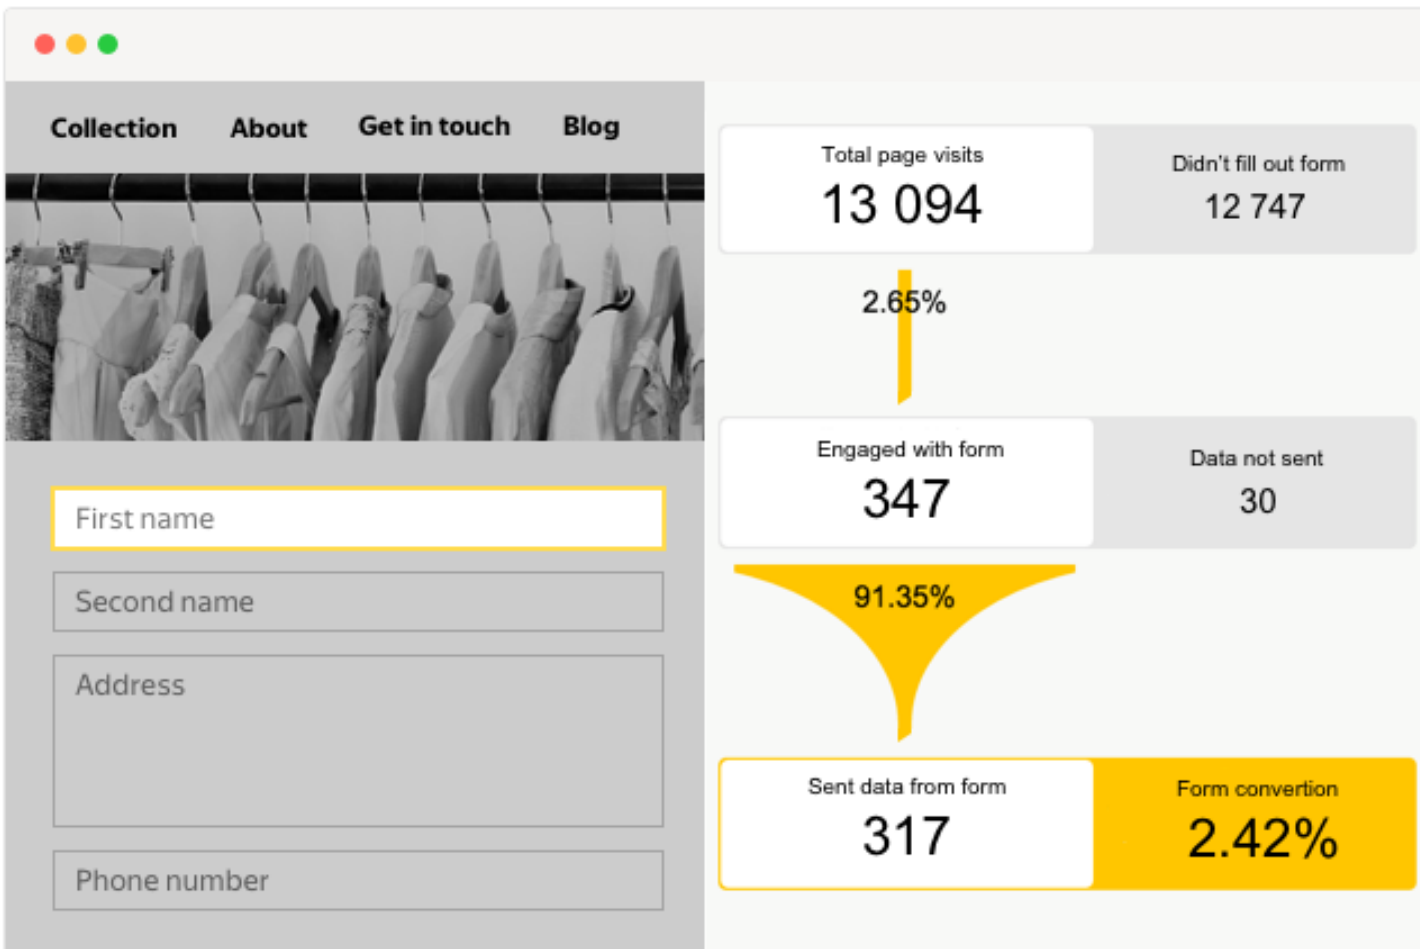 Collection About Get in touch Blog
First name
Second name
Address
Phone number
Total page visits
13 094
Didn't fill out form
12 747
2.65%
Engaged with form
347
Data not sent
30
91.35%
Sent data from form
317
Form convertion
2.42%